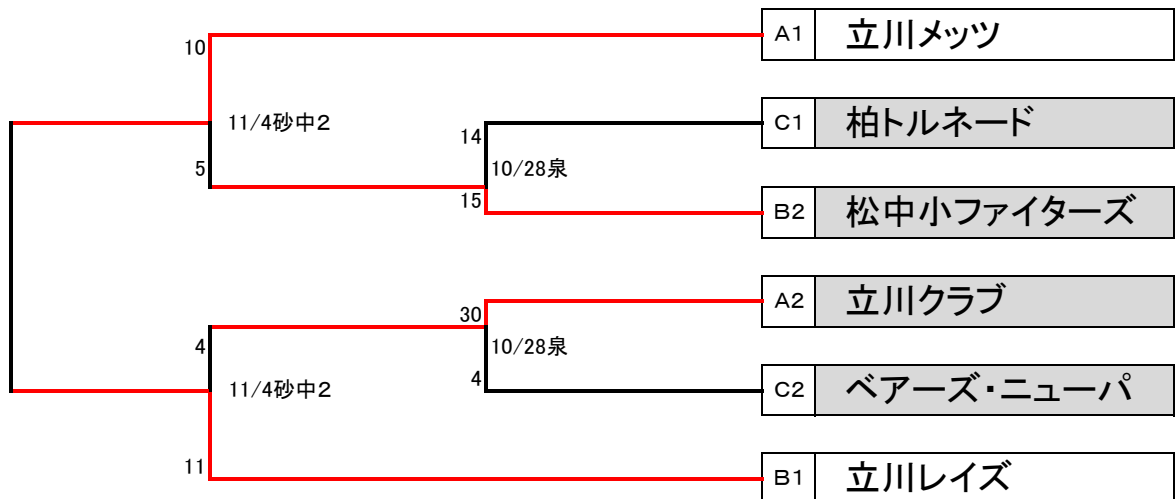 10
A1 立川メッツ
11/4砂中2
5
14
C1 柏トルネード
10/28泉
15
B2 松中小ファイターズ
30
A2 立川クラブ
4
10/28泉
11/4砂中2
4
C2 ベアーズ・ニューパ
11
B1 立川レイズ